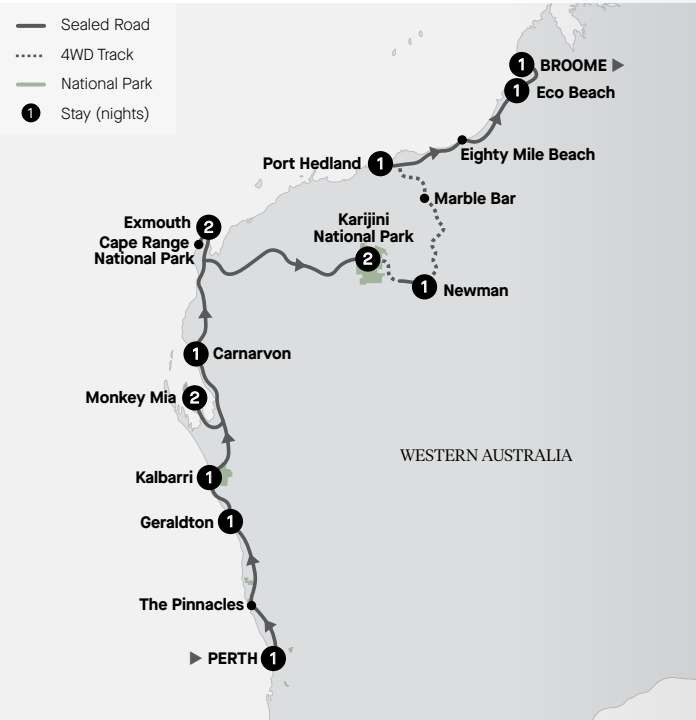 Sealed Road
4WD Track
National Park
1 Stay (nights)
1 BROOME
1 Eco Beach
Eighty Mile Beach
Port Hedland 1
Marble Bar
Exmouth 2
Cape Range
National Park
Karijini
National Park
2
1 Newman
1 Carnarvon
Monkey Mia 2
WESTERN AUSTRALIA
Kalbarri 1
Geraldton 1
The Pinnacles
PERTH 1